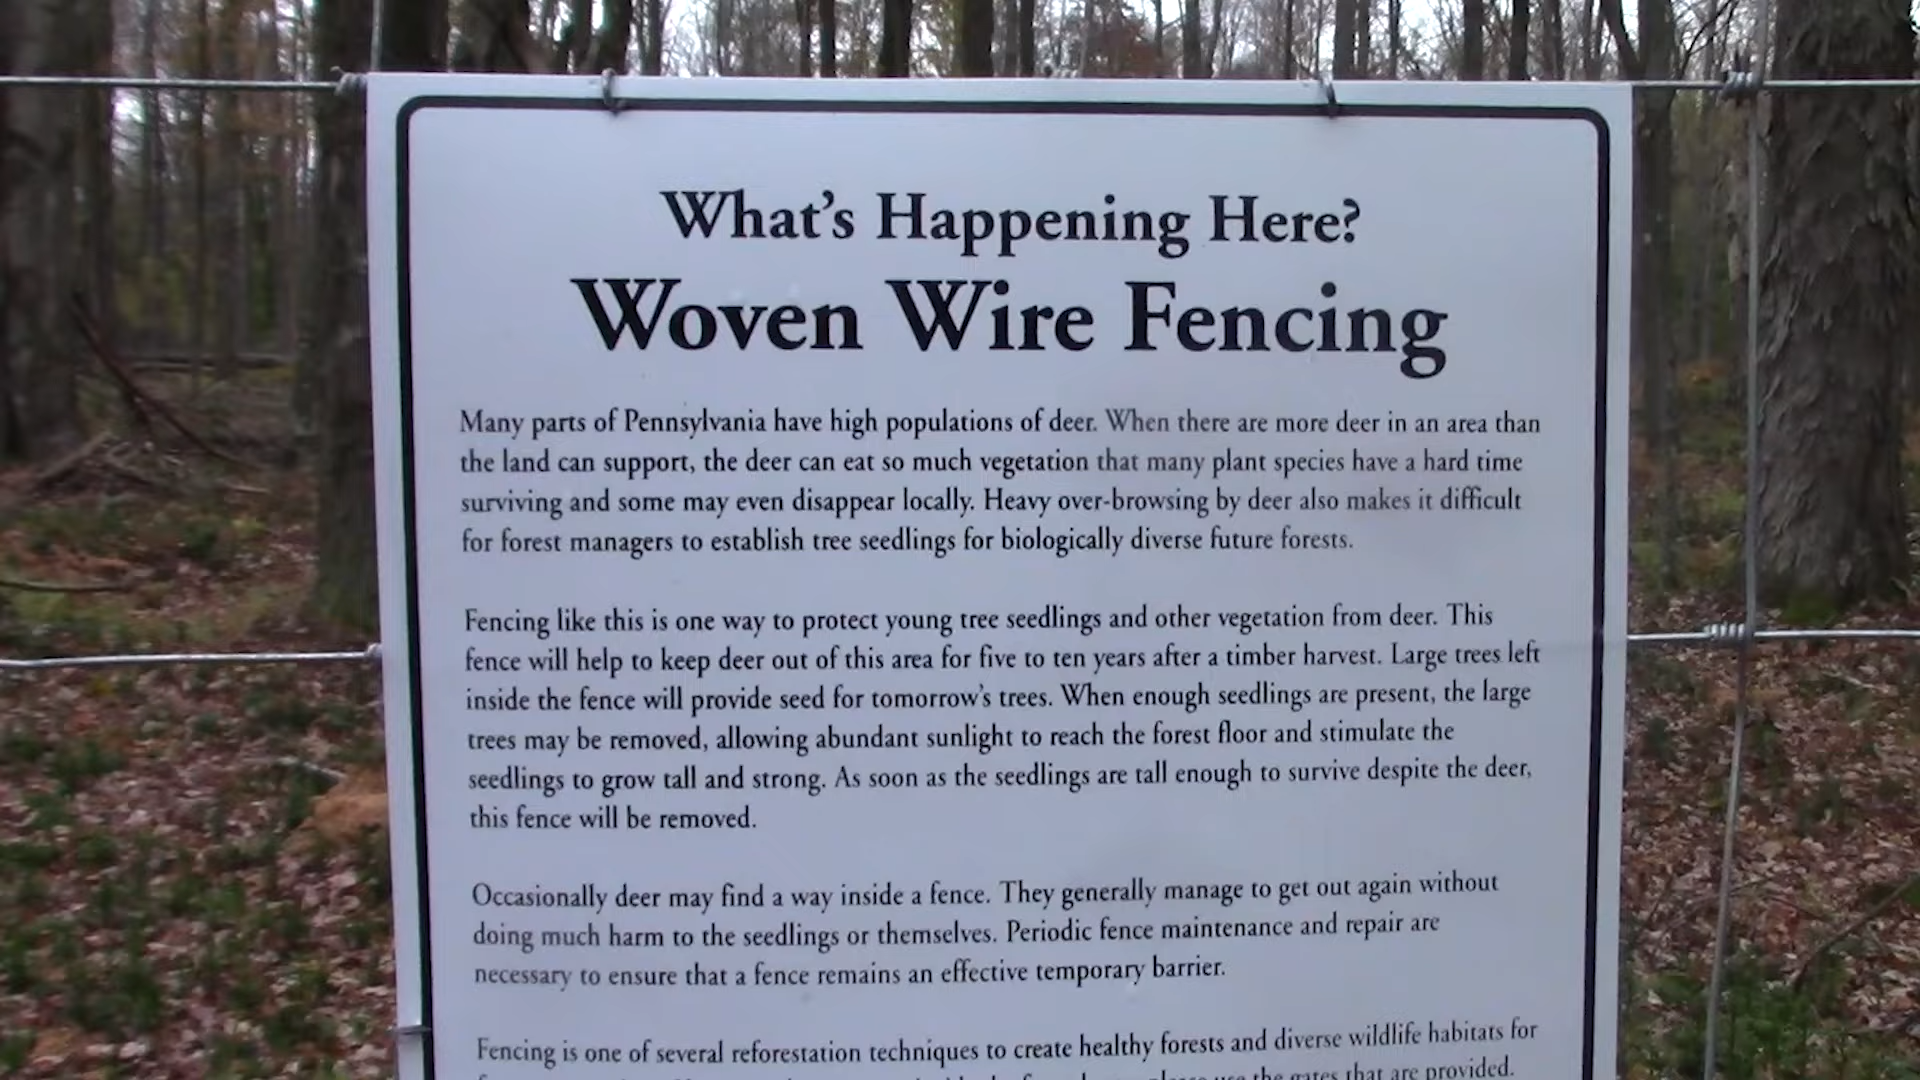 What's Happening Here?
Woven Wire Fencing
Many parts of Pennsylvania have high populations of deer. When there are more deer in an area than
the land can support, the deer can eat so much vegetation that many plant species have a hard time
surviving and some may even disappear locally. Heavy over-browsing by deer also makes it difficult
for forest managers to establish tree seedlings for biologically diverse future forests.
Fencing like this is one way to protect young tree seedlings and other vegetation from deer. This
fence will help to keep deer out of this area for five to ten years after a timber harvest. Large trees left
inside the fence will provide seed for tomorrow's trees. When enough seedlings are present, the large
trees may be removed, allowing abundant sunlight to reach the forest floor and stimulate the
seedlings to grow tall and strong. As soon as the seedlings are tall enough to survive despite the deer,
this fence will be removed.
Occasionally deer may find a way inside a fence. They generally manage to get out again without
doing much harm to the seedlings or themselves. Periodic fence maintenance and repair are
necessary to ensure that a fence remains an effective temporary barrier.
Fencing is one of several reforestation techniques to create healthy forests and diverse wildlife habitats for
use the gates that are provided.